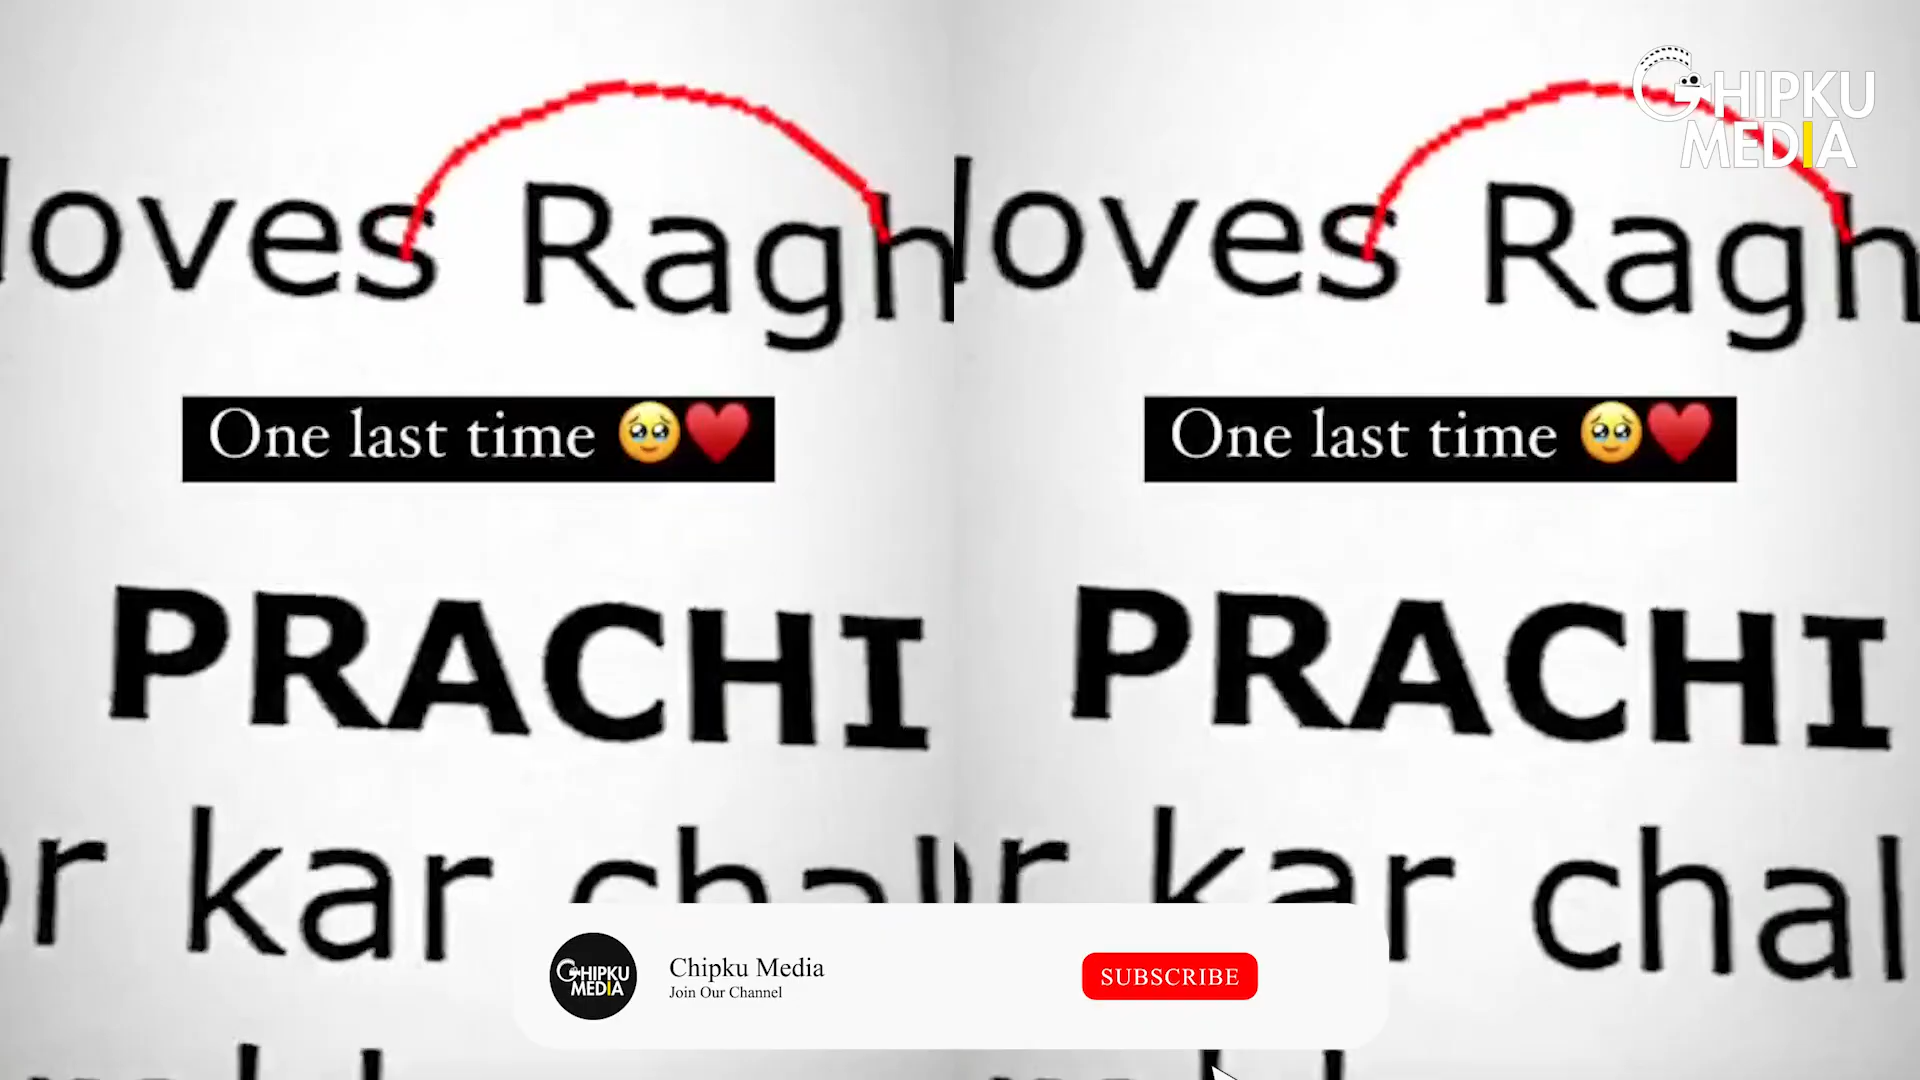 CHIPKU
MEDIA
loves Ragh
loves Ragh
One last time 🥹❤️
One last time 🥹❤️
PRACHI
PRACHI
r kar chal
r kar chal
CHIPKU
MEDIA
Chipku Media
Join Our Channel
SUBSCRIBE